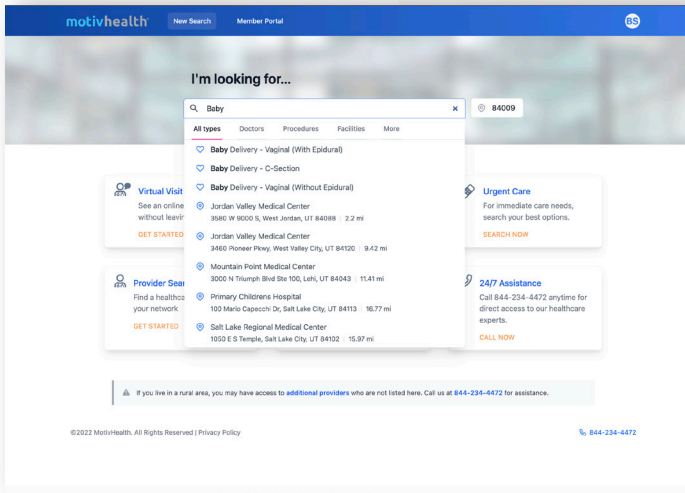 motivhealth
New Search
Member Portal
BS
I'm looking for...
Baby
84009
All types
Doctors
Procedures
Facilities
More
Baby Delivery - Vaginal (With Epidural)
Baby Delivery - C-Section
Baby Delivery - Vaginal (Without Epidural)
Jordan Valley Medical Center
3580 W 9000 S, West Jordan, UT 84088 | 2.2 mi
Jordan Valley Medical Center
3460 Pioneer Pkwy, West Valley City, UT 84120 | 9.42 mi
Mountain Point Medical Center
3000 N Triumph Blvd Ste 100, Lehi, UT 84043 | 11.41 mi
Primary Childrens Hospital
100 Mario Capecchi Dr, Salt Lake City, UT 84113 | 16.77 mi
Salt Lake Regional Medical Center
1050 E S Temple, Salt Lake City, UT 84102 | 15.97 mi
Virtual Visit
See an online
without
GET STARTED
Urgent Care
For immediate care needs,
search your best options.
SEARCH NOW
Provider
Find a
your network
GET STARTED
24/7 Assistance
Call 844-234-4472 anytime for
direct access to our healthcare
experts.
CALL NOW
If you live in a rural area, you may have access to additional providers who are not listed here. Call us at 844-234-4472 for assistance.
©2022 MotivHealth. All Rights Reserved | Privacy Policy
844-234-4472